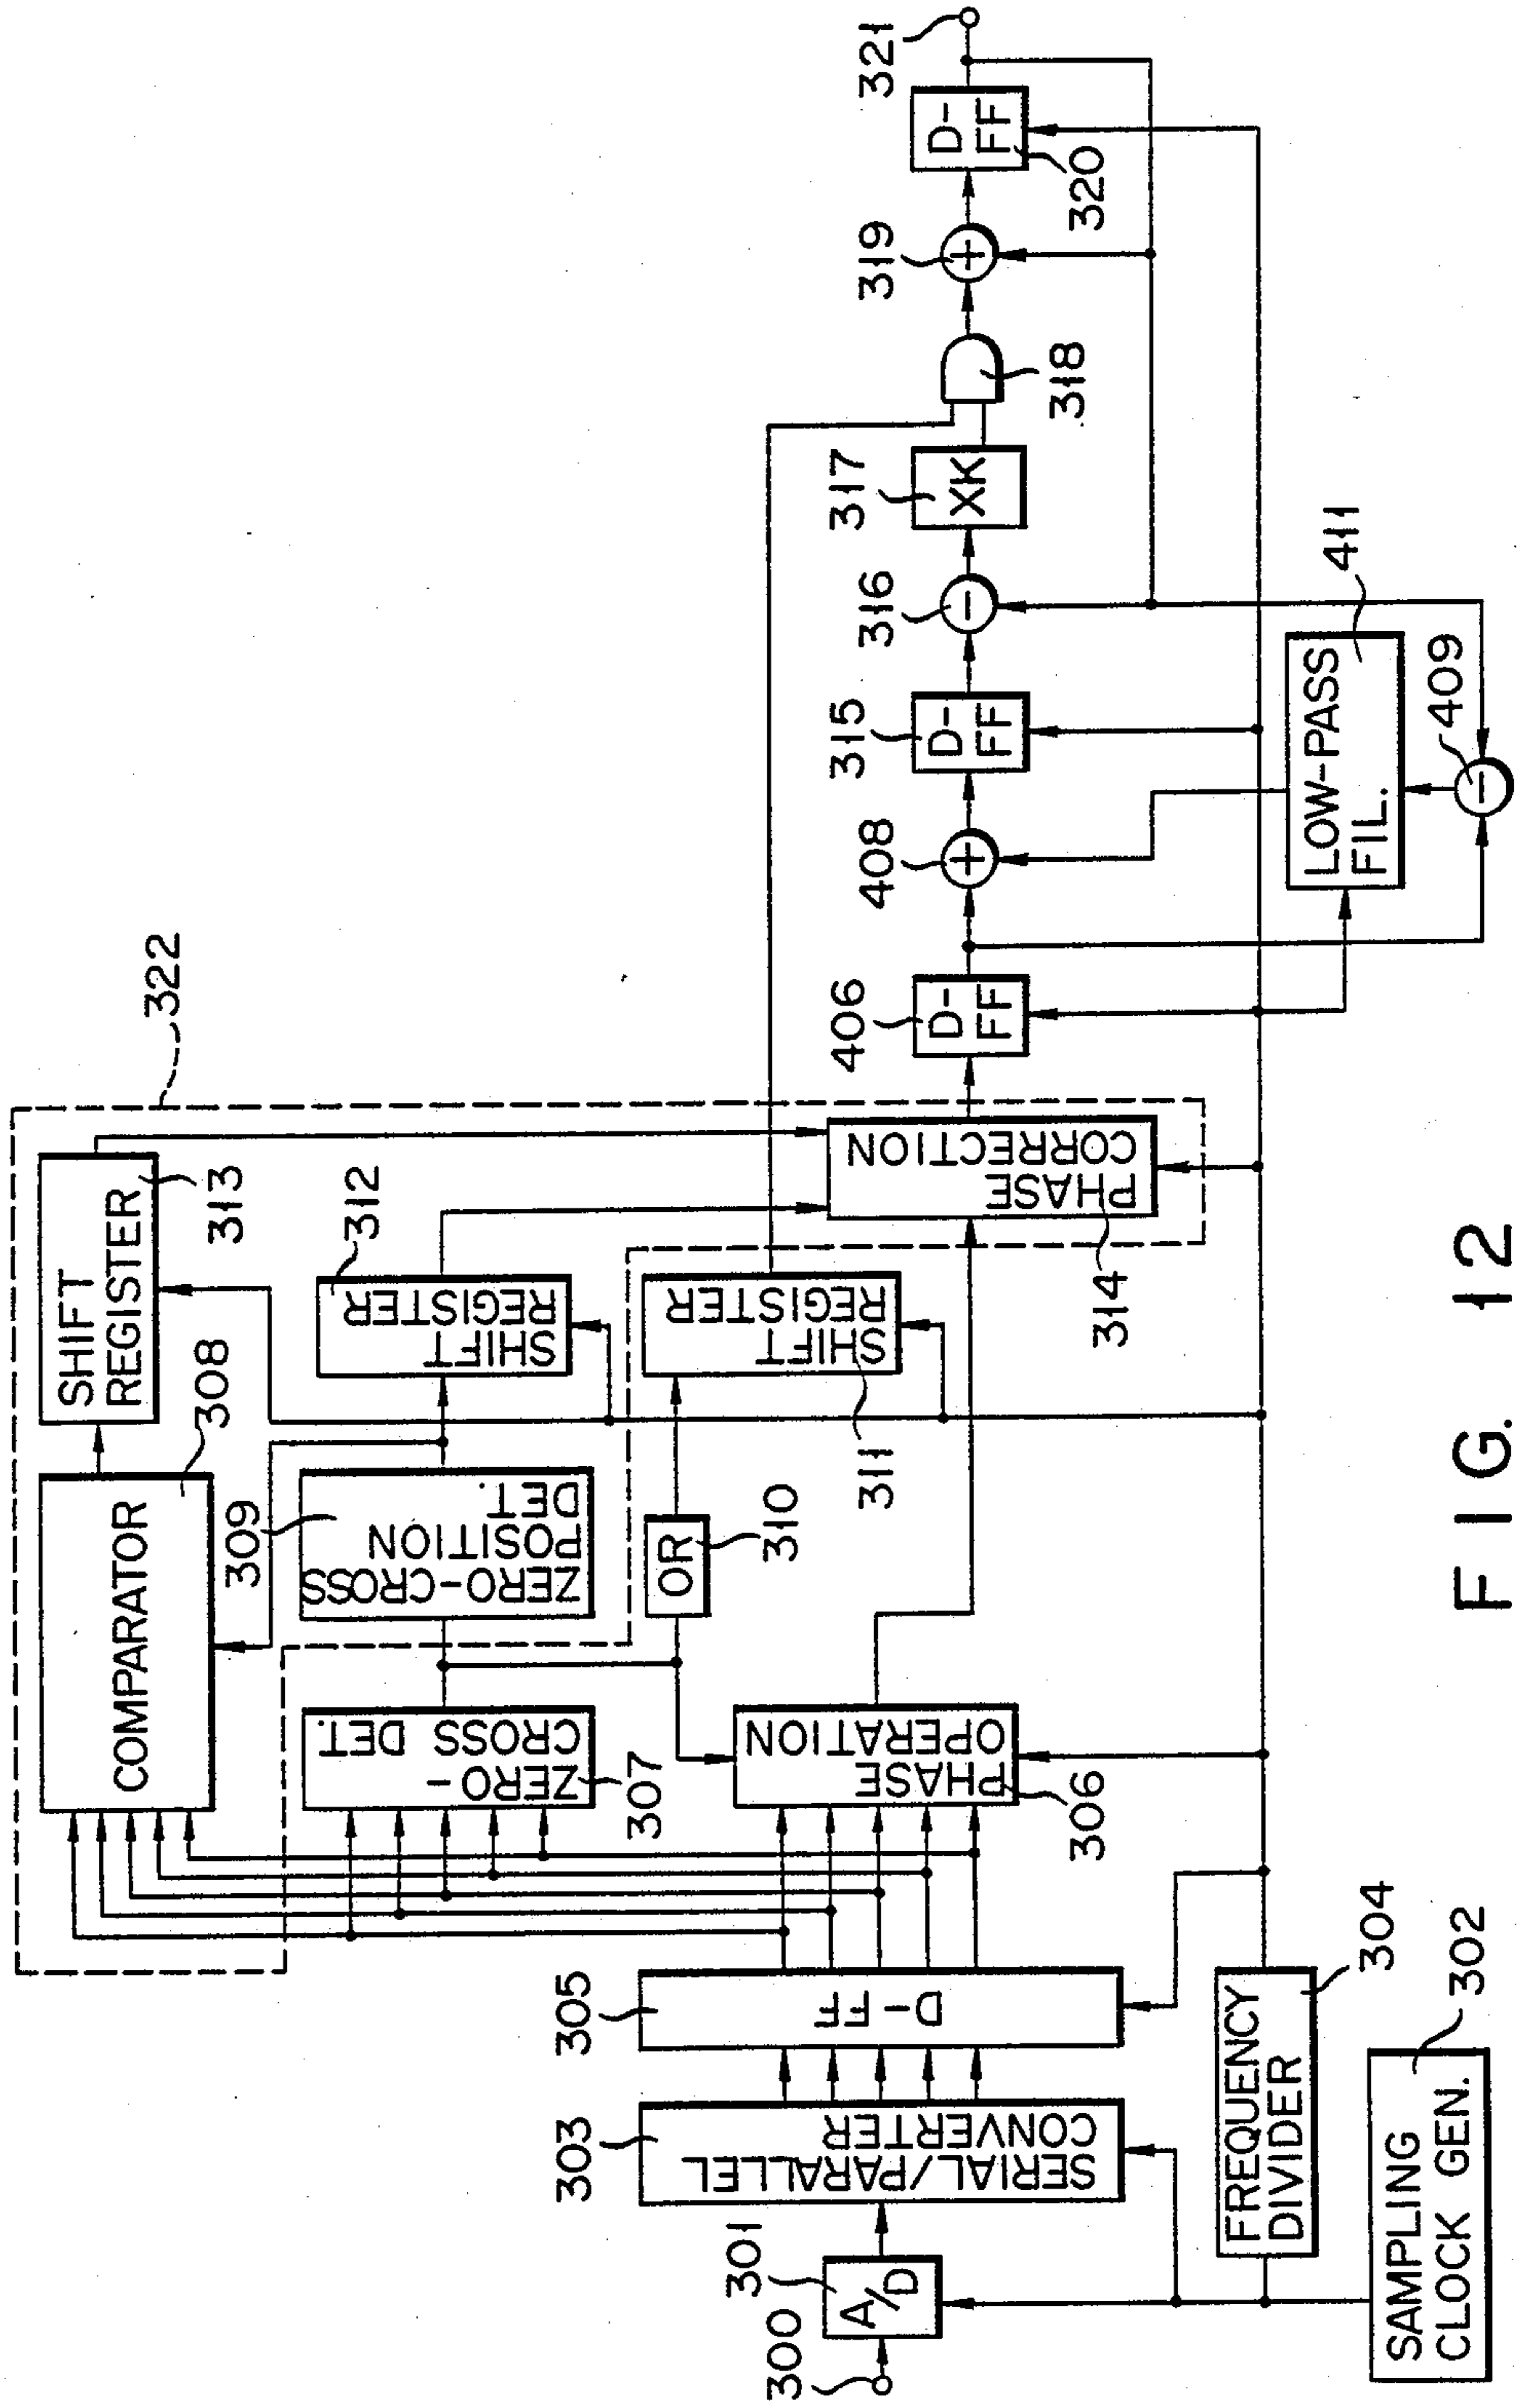 322
COMPARATOR
308
SHIFT
REGISTER
313
309
ZERO-CROSS
POSITION
DET.
SHIFT
REGISTER
312
ZERO-
CROSS DET.
307
OR
310
SHIFT
REGISTER
311
300
301
A/D
303
SERIAL/PARALLEL
CONVERTER
305
D-FF
PHASE
OPERATION
306
PHASE
CORRECTION
314
406
D-
FF
408
+
315
D-
FF
316
−
317
XK
318
319
+
D-
FF
320
321
FREQUENCY
DIVIDER
304
SAMPLING
CLOCK GEN.
302
LOW-PASS
FIL.
411
−
409
FIG. 12